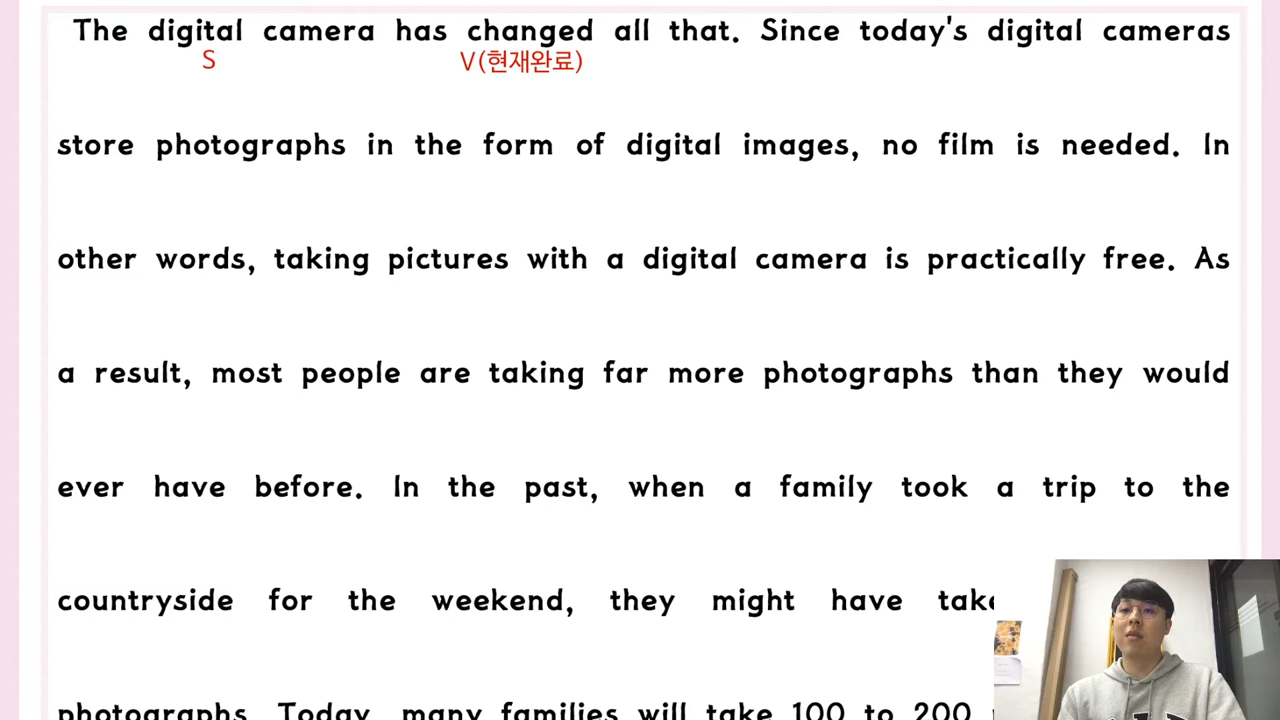 The digital camera has changed all that. Since today's digital cameras
S V(현재완료)
store photographs in the form of digital images, no film is needed. In
other words, taking pictures with a digital camera is practically free. As
a result, most people are taking far more photographs than they would
ever have before. In the past, when a family took a trip to the
countryside for the weekend, they might have
photographs. Today, many families will take 100 to 200